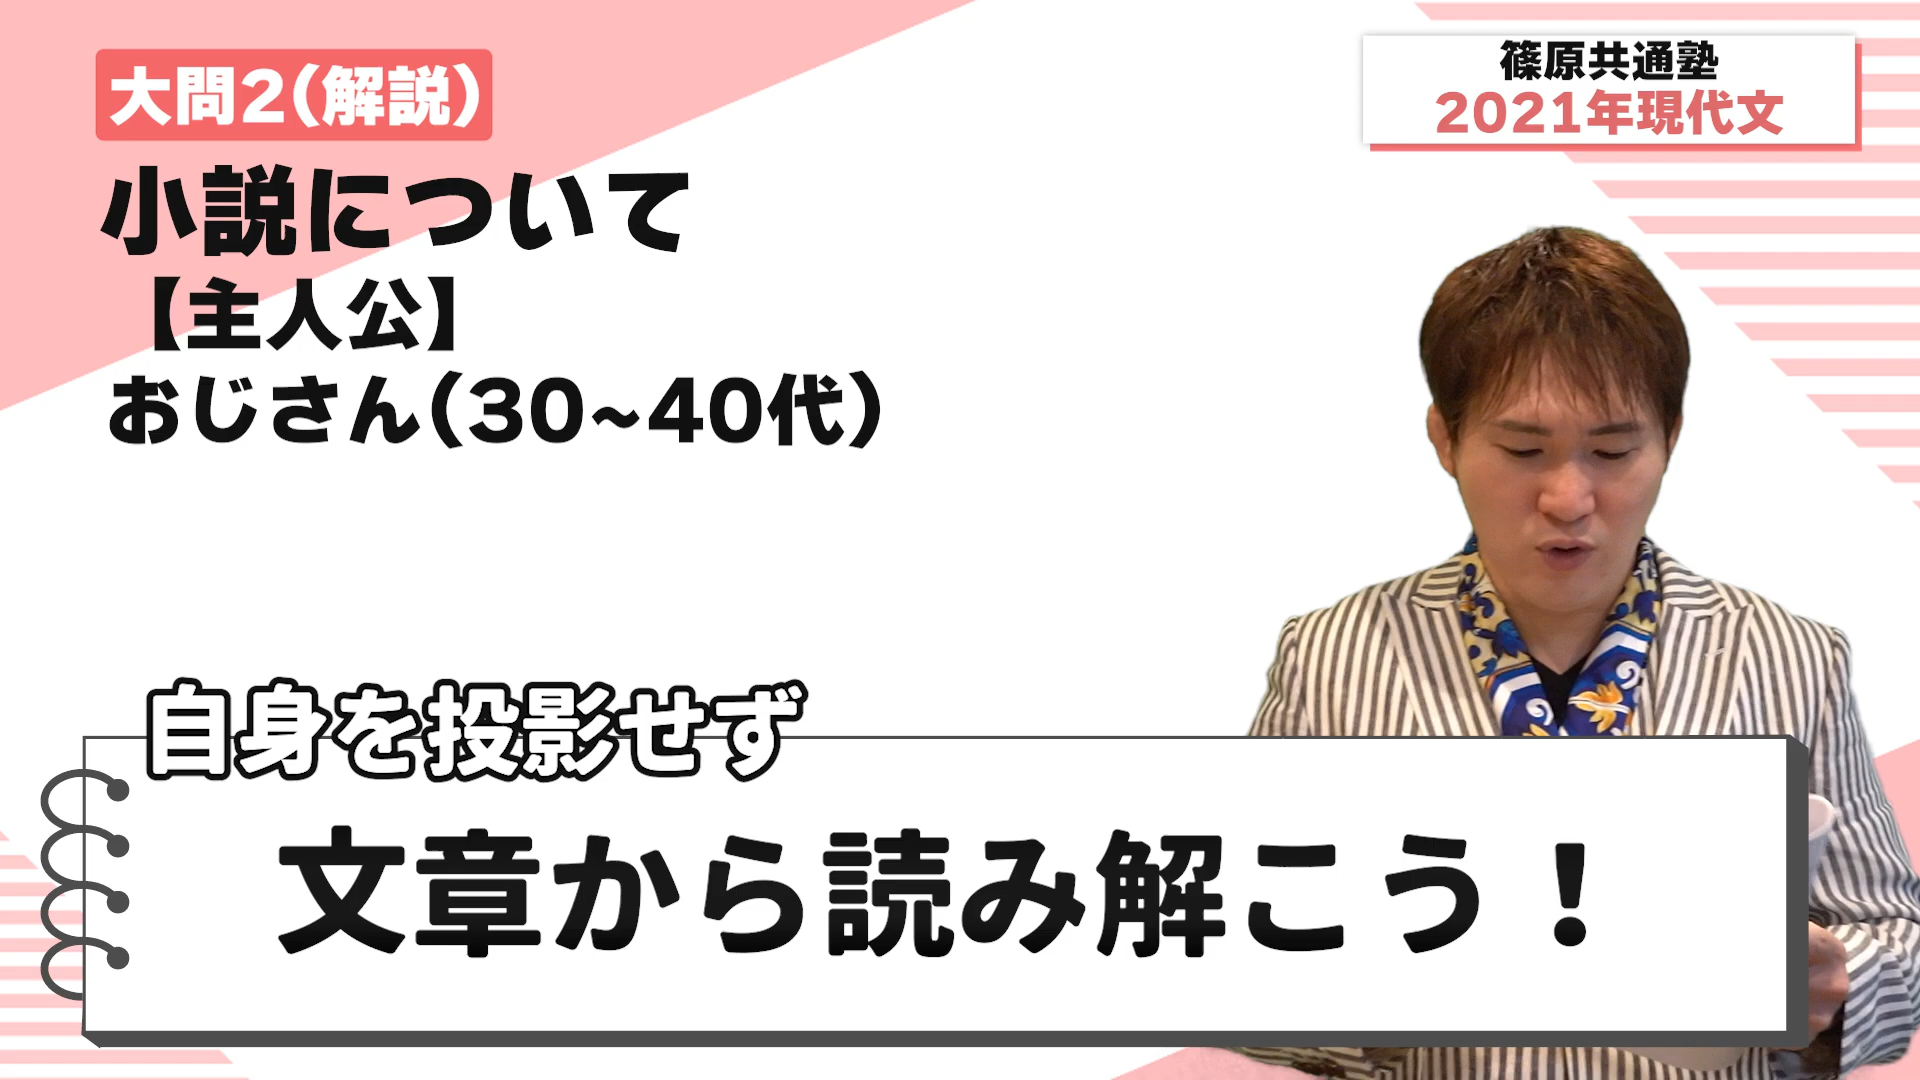 大問2(解説)
篠原共通塾
2021年現代文
小説について
【主人公】
おじさん(30~40代)
自身を投影せず
文章から読み解こう！